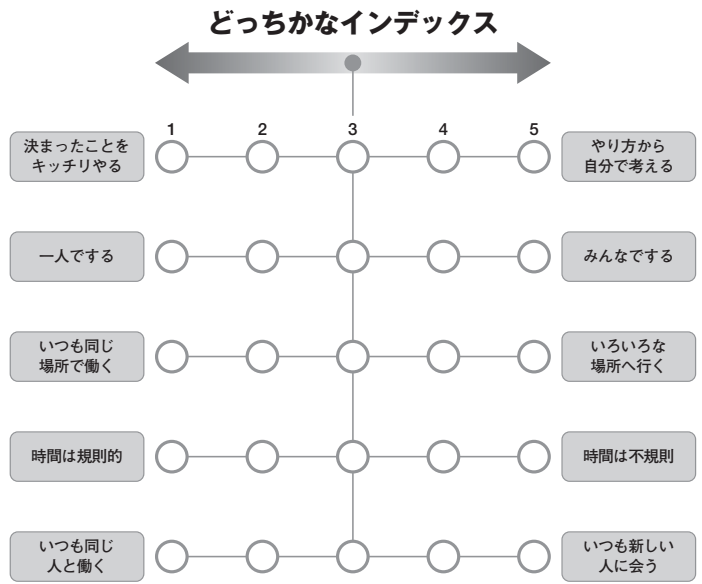 どっちかなインデックス
1 2 3 4 5
決まったことを
キッチリやる
やり方から
自分で考える
一人でする
みんなでする
いつも同じ
場所で働く
いろいろな
場所へ行く
時間は規則的
時間は不規則
いつも同じ
人と働く
いつも新しい
人に会う